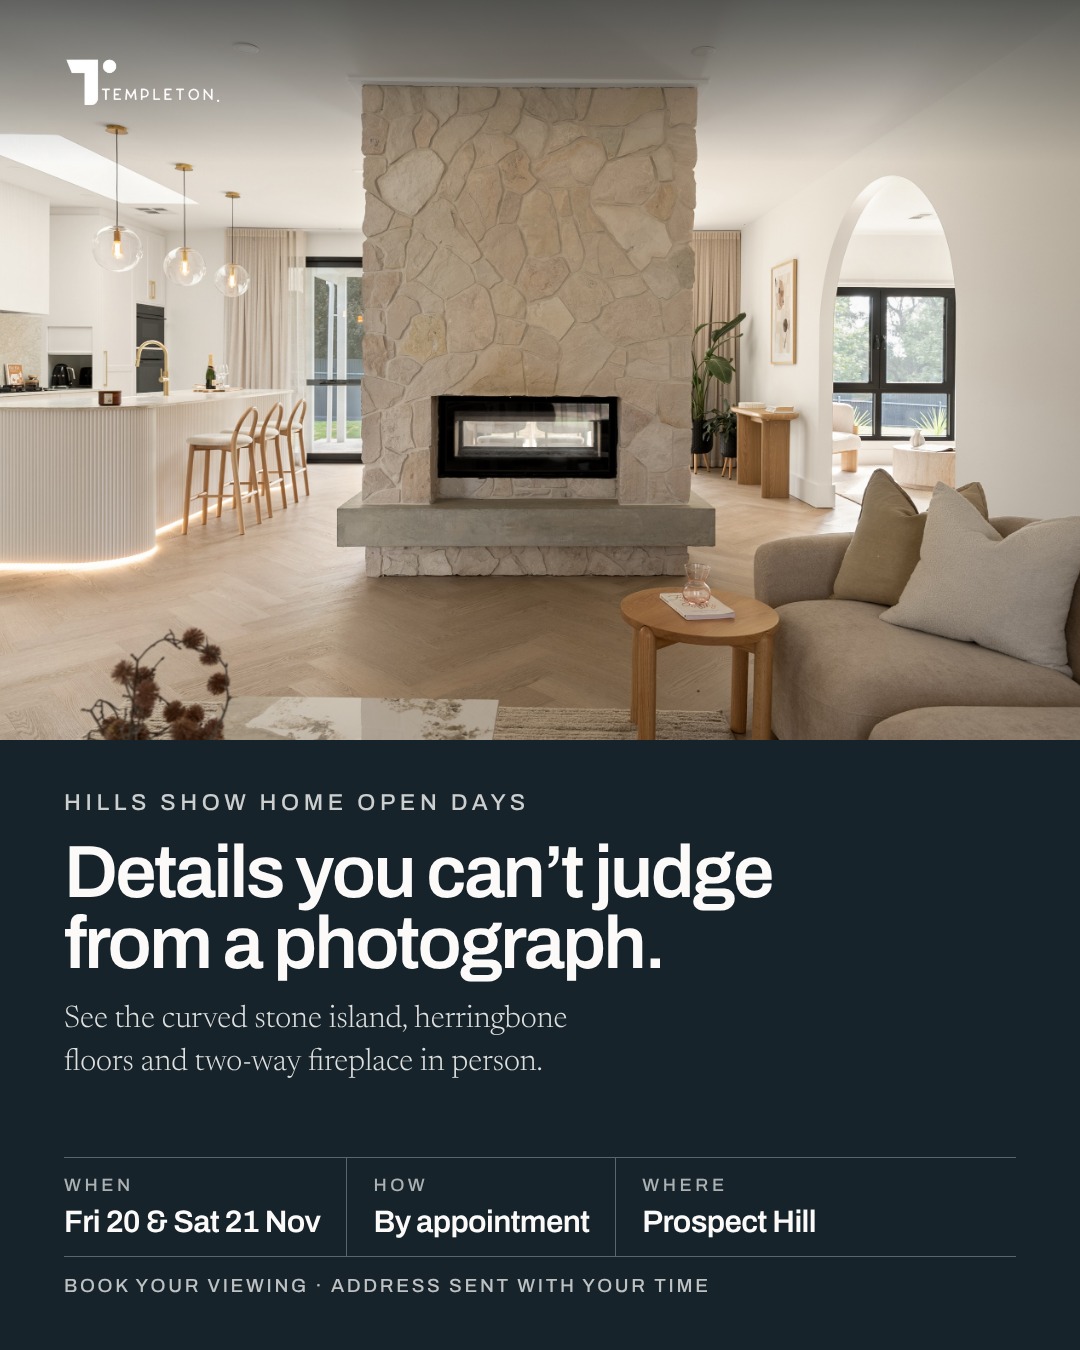 TEMPLETON.
HILLS SHOW HOME OPEN DAYS
Details you can’t judge
from a photograph.
See the curved stone island, herringbone
floors and two-way fireplace in person.
WHEN
Fri 20 & Sat 21 Nov
HOW
By appointment
WHERE
Prospect Hill
BOOK YOUR VIEWING · ADDRESS SENT WITH YOUR TIME